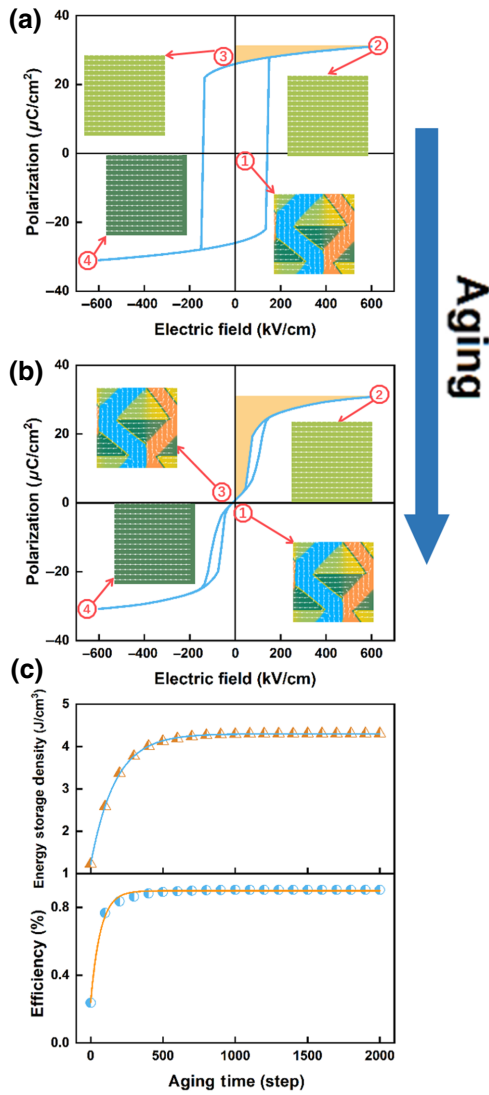 (a)
40
20
0
−20
−40
Polarization (μC/cm²)
−600 −400 −200 0 200 400 600
Electric field (kV/cm)
③
②
①
④
Aging
(b)
40
20
0
−20
−40
Polarization (μC/cm²)
−600 −400 −200 0 200 400 600
Electric field (kV/cm)
②
③
①
④
(c)
5
4
3
2
1
Energy storage density (J/cm³)
0.8
0.4
0.0
Efficiency (%)
0 500 1000 1500 2000
Aging time (step)